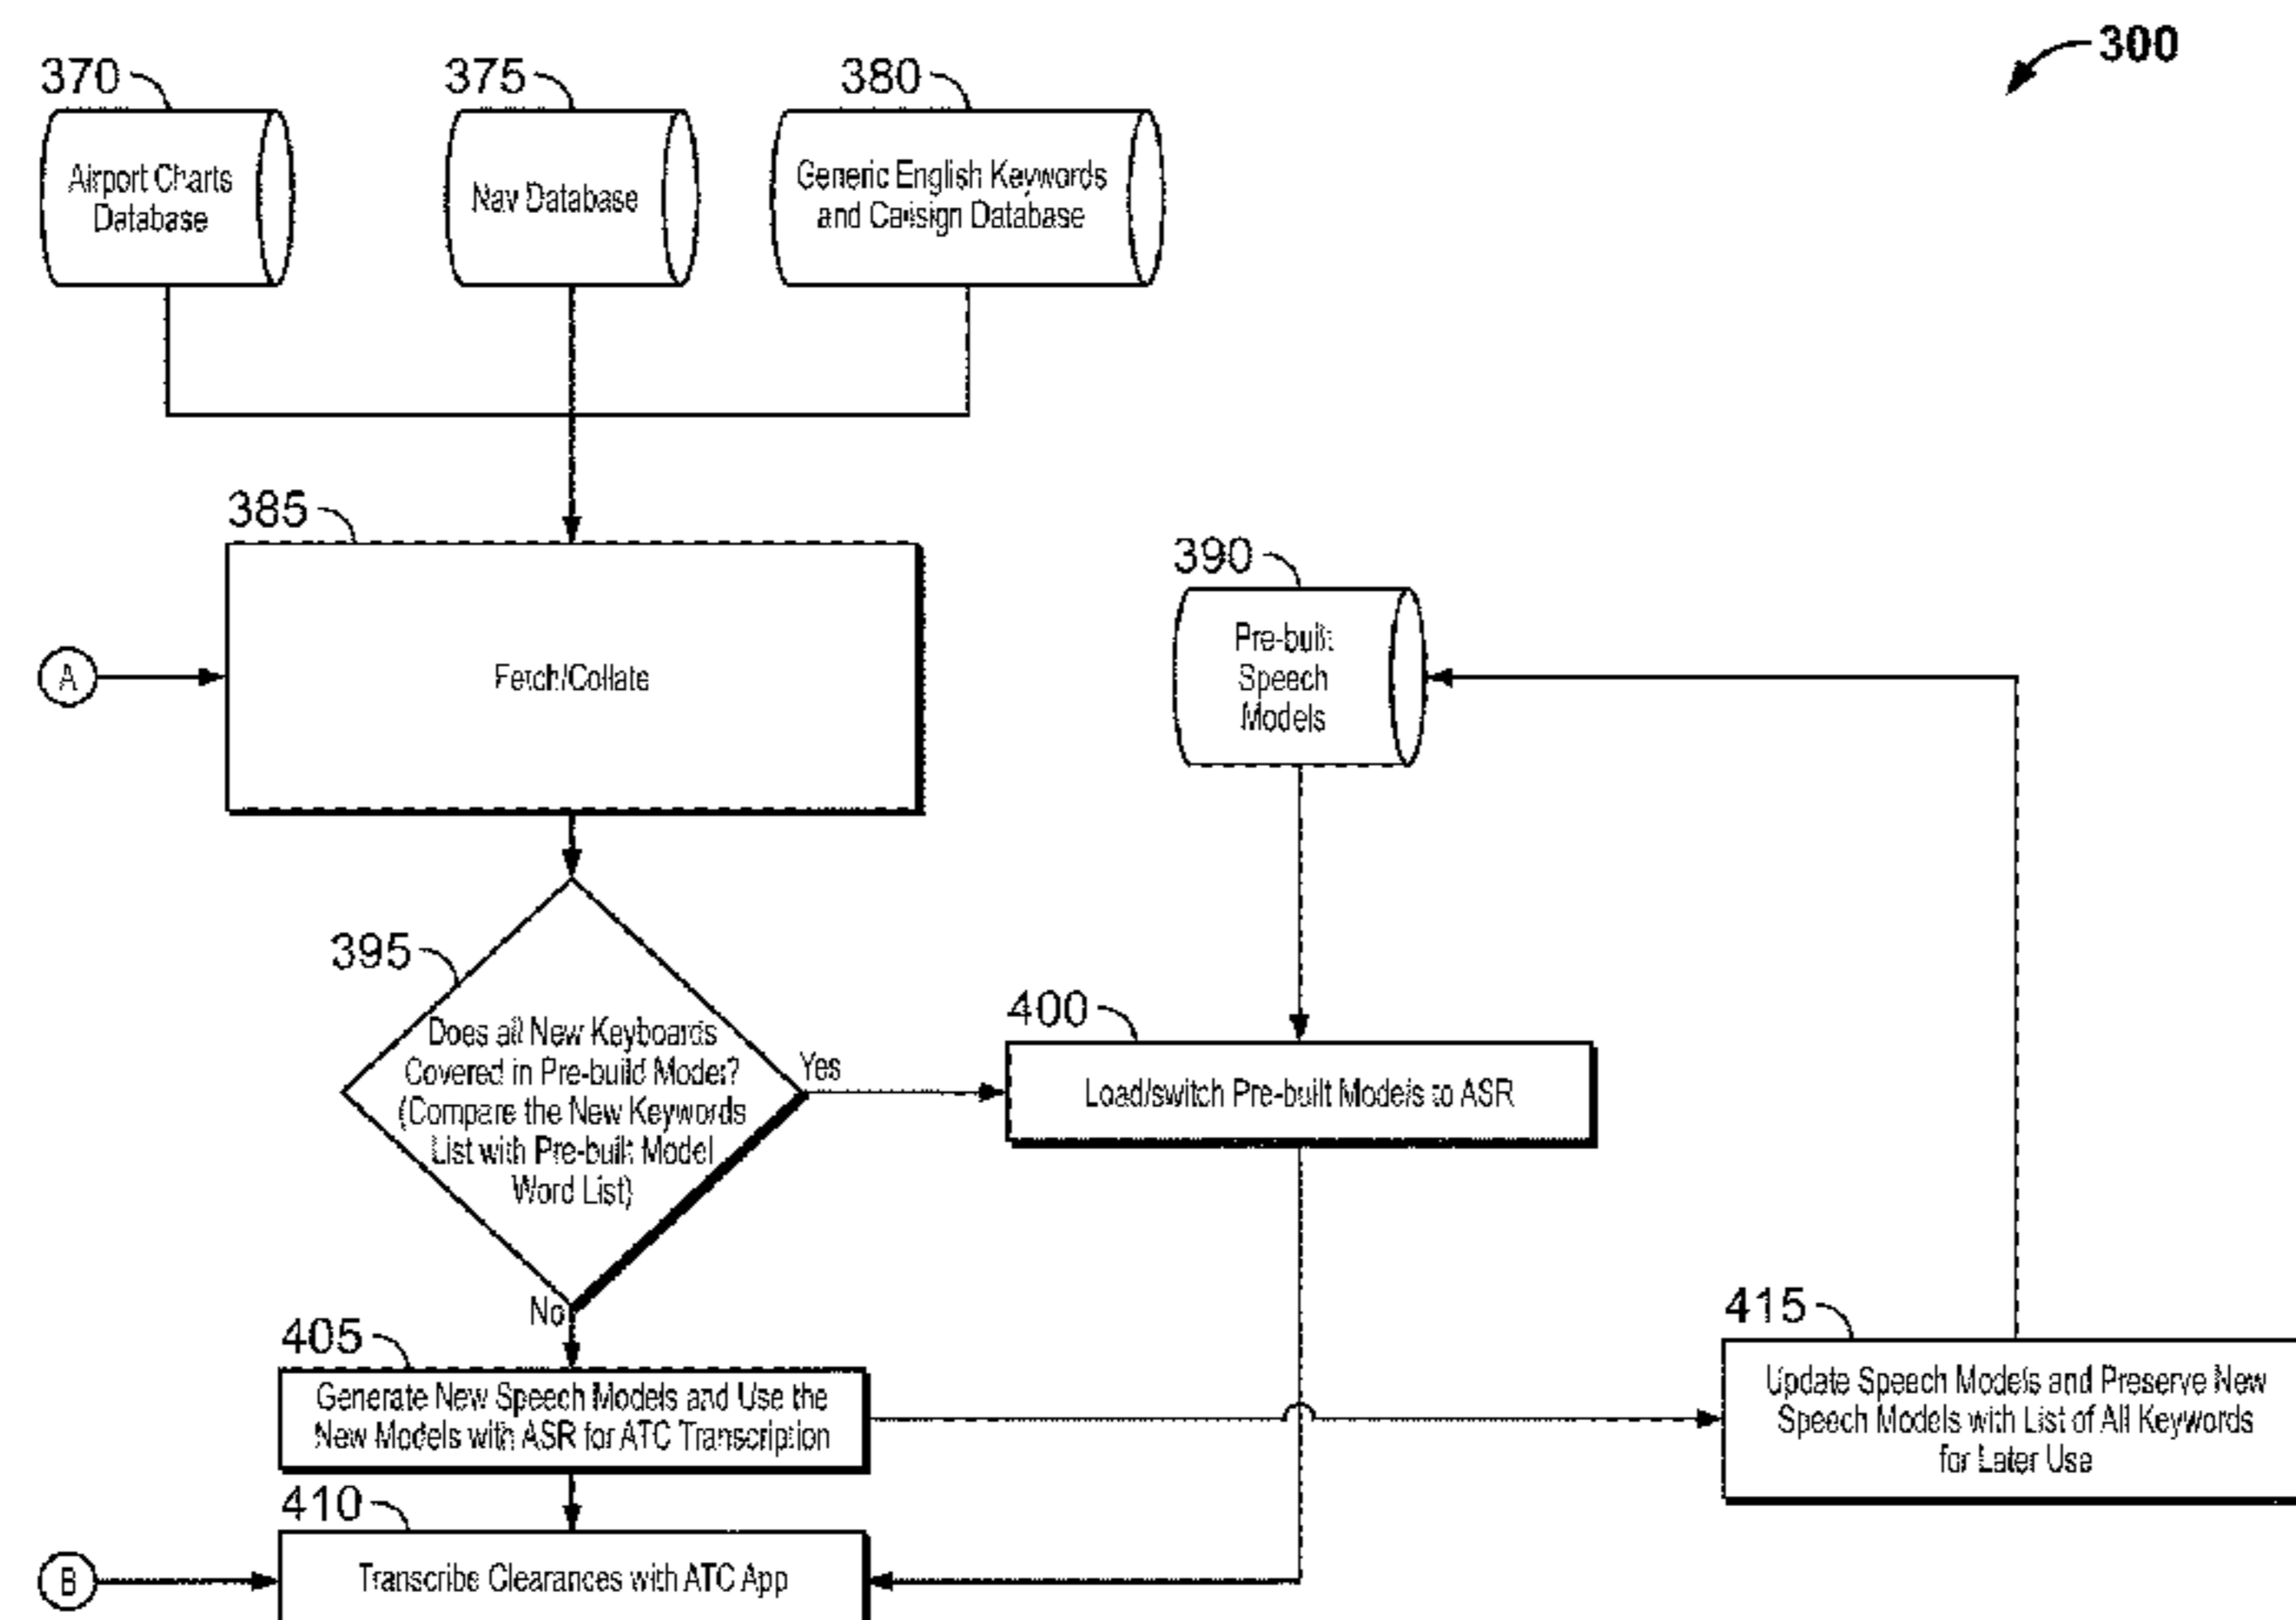 300
370
375
380
Airport Charts
Database
Nav Database
Generic English Keywords
and Callsign Database
385
Fetch/Collate
A
390
Pre-built
Speech
Models
395
Does all New Keyboards
Covered in Pre-build Model?
(Compare the New Keywords
List with Pre-built Model
Word List)
Yes
No
400
Load/switch Pre-built Models to ASR
405
Generate New Speech Models and Use the
New Models with ASR for ATC Transcription
415
Update Speech Models and Preserve New
Speech Models with List of All Keywords
for Later Use
410
Transcribe Clearances with ATC App
B